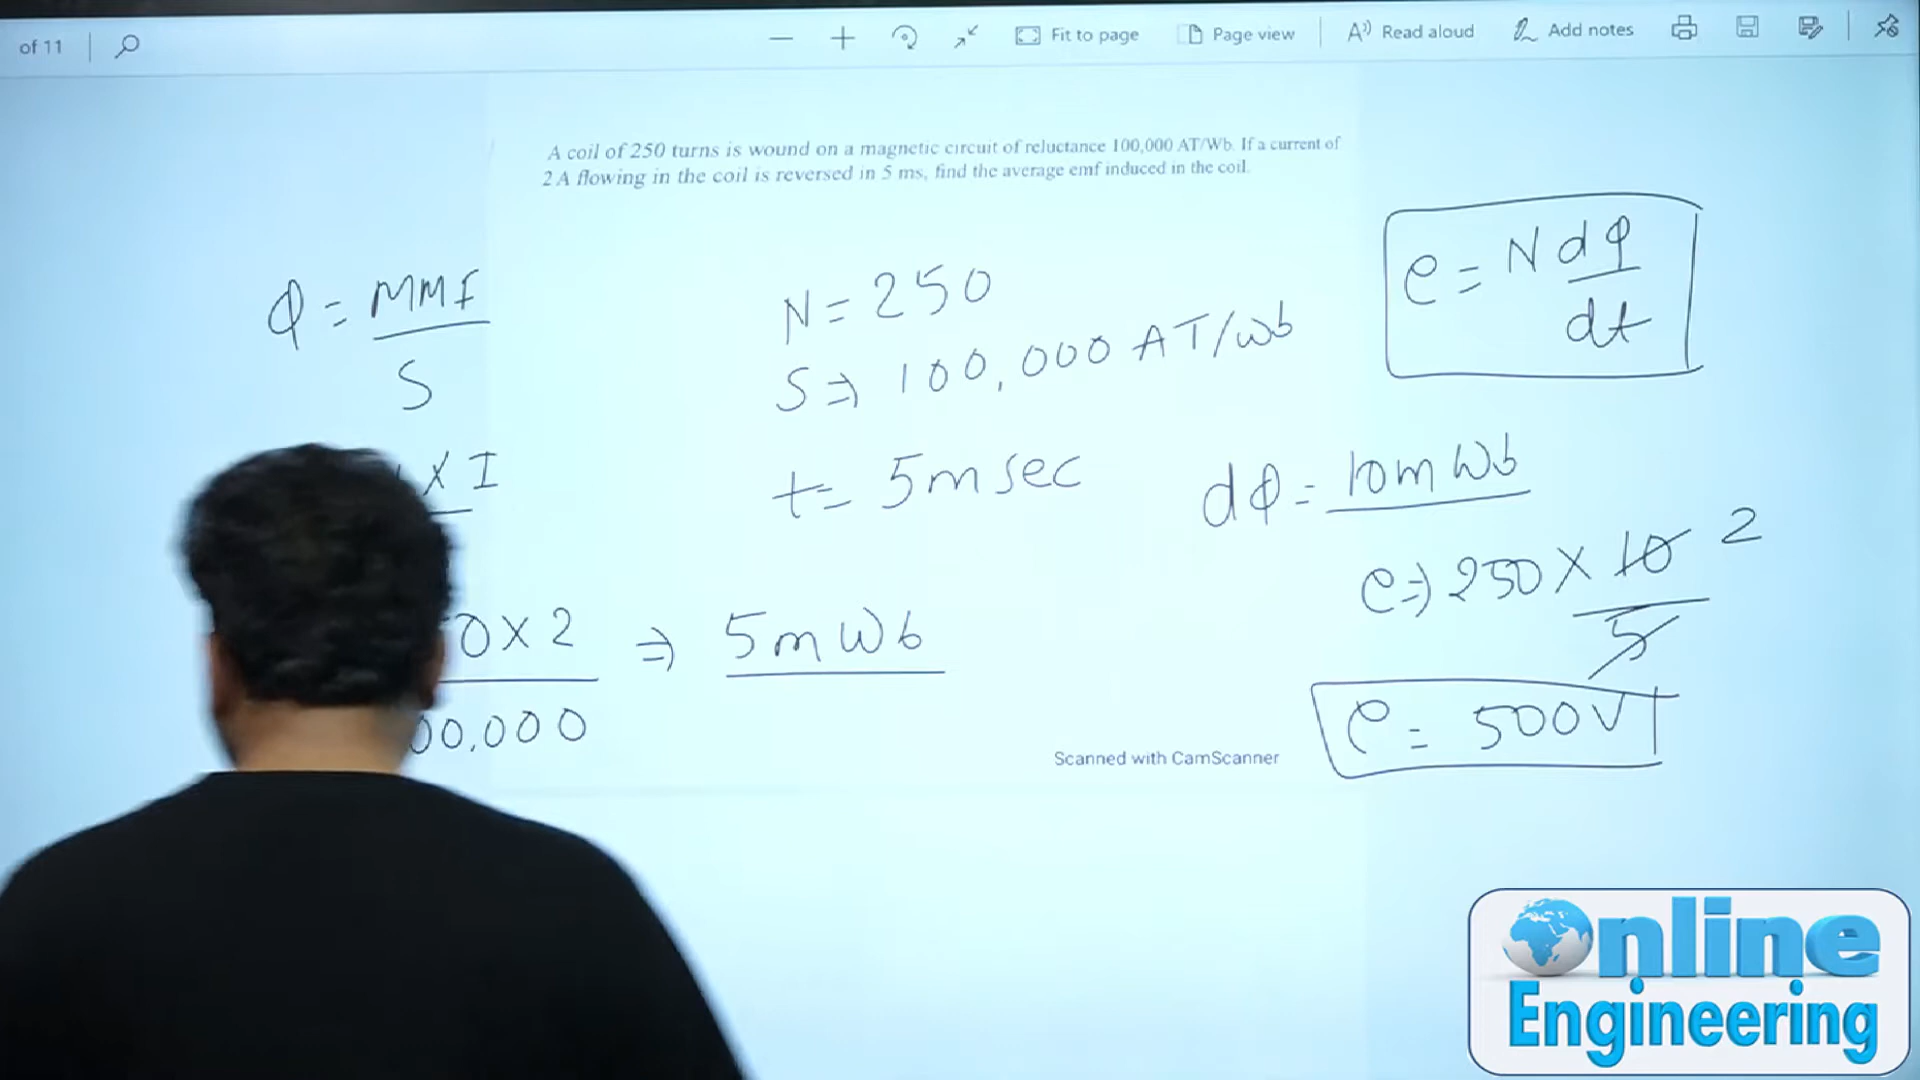 of 11
Fit to page
Page view
Read aloud
Add notes
A coil of 250 turns is wound on a magnetic circuit of reluctance 100,000 AT/Wb. If a current of
2 A flowing in the coil is reversed in 5 ms, find the average emf induced in the coil.
ϕ = MMF / S
X I
0 X 2 ⇒ 5 m Wb
00,000
N = 250
S ⇒ 100,000 AT/wb
t = 5 m sec
e = N dϕ / dt
dϕ = 10 m Wb
e ⇒ 250 X 10 / 5 2
e = 500 V
Scanned with CamScanner
Online
Engineering